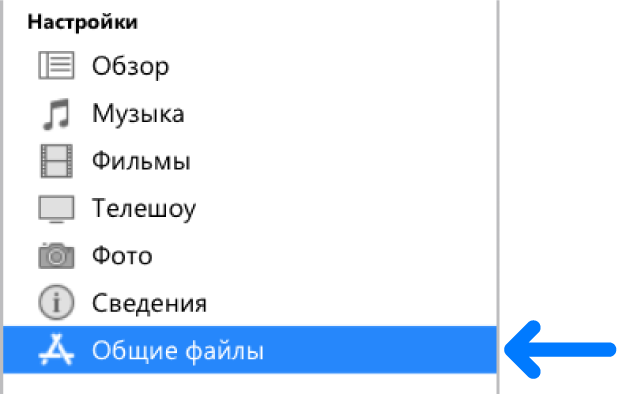 Настройки
Обзор
Музыка
Фильмы
Телешоу
Фото
Сведения
Общие файлы